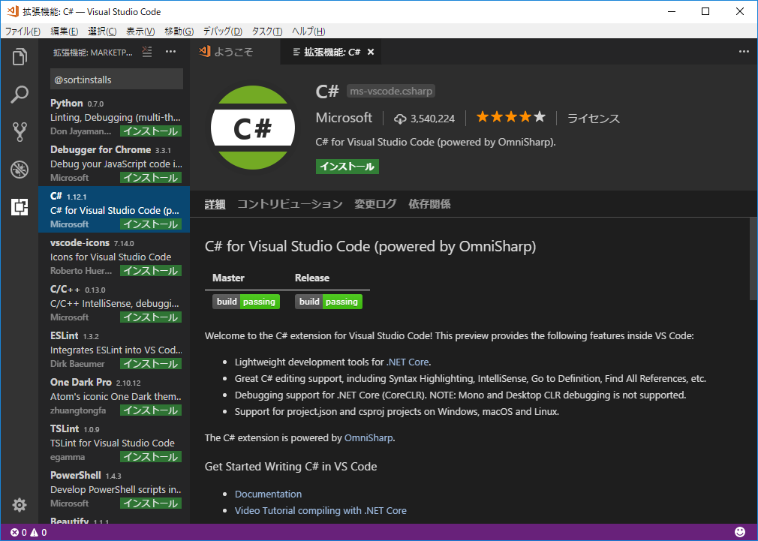 拡張機能: C# — Visual Studio Code
ファイル(F) 編集(E) 選択(C) 表示(V) 移動(G) デバッグ(D) タスク(T) ヘルプ(H)
拡張機能: MARKETP...
ようこそ
拡張機能: C#
@sort:installs
Python 0.7.0
Linting, Debugging (multi-th...
Don Jayaman... インストール
Debugger for Chrome 3.3.1
Debug your JavaScript code i...
Microsoft インストール
C# 1.12.1
C# for Visual Studio Code (p...
Microsoft インストール
vscode-icons 7.14.0
Icons for Visual Studio Code
Roberto Huer... インストール
C/C++ 0.13.0
C/C++ IntelliSense, debuggi...
Microsoft インストール
ESLint 1.3.2
Integrates ESLint into VS Cod...
Dirk Baeumer インストール
One Dark Pro 2.10.12
Atom's iconic One Dark them...
zhuangtongfa インストール
TSLint 1.0.9
TSLint for Visual Studio Code
egamma インストール
PowerShell 1.4.3
Develop PowerShell scripts in...
Microsoft インストール
Beautify 1.1.1
C#
C# ms-vscode.csharp
Microsoft 3,540,224 ライセンス
C# for Visual Studio Code (powered by OmniSharp).
インストール
詳細 コントリビューション 変更ログ 依存関係
C# for Visual Studio Code (powered by OmniSharp)
Master Release
build passing build passing
Welcome to the C# extension for Visual Studio Code! This preview provides the following features inside VS Code:
• Lightweight development tools for .NET Core.
• Great C# editing support, including Syntax Highlighting, IntelliSense, Go to Definition, Find All References, etc.
• Debugging support for .NET Core (CoreCLR). NOTE: Mono and Desktop CLR debugging is not supported.
• Support for project.json and csproj projects on Windows, macOS and Linux.
The C# extension is powered by OmniSharp.
Get Started Writing C# in VS Code
• Documentation
• Video Tutorial compiling with .NET Core
0 0